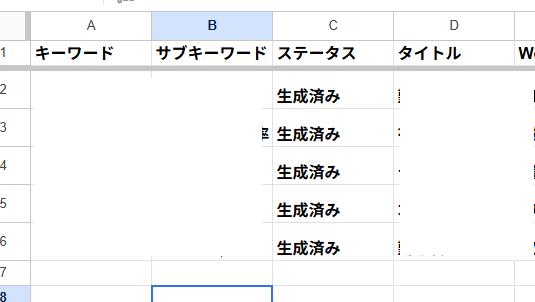 A B C D
1 キーワード サブキーワード ステータス タイトル
2 生成済み
3 率 生成済み
4 生成済み
5 生成済み
6 生成済み
7
8